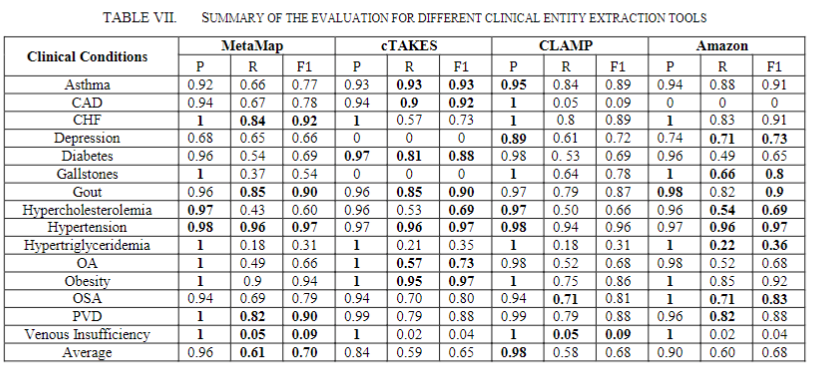 TABLE VII. SUMMARY OF THE EVALUATION FOR DIFFERENT CLINICAL ENTITY EXTRACTION TOOLS
Clinical Conditions MetaMap cTAKES CLAMP Amazon
P R F1 P R F1 P R F1 P R F1
Asthma 0.92 0.66 0.77 0.93 0.93 0.93 0.95 0.84 0.89 0.94 0.88 0.91
CAD 0.94 0.67 0.78 0.94 0.9 0.92 1 0.05 0.09 0 0 0
CHF 1 0.84 0.92 1 0.57 0.73 1 0.8 0.89 1 0.83 0.91
Depression 0.68 0.65 0.66 0 0 0 0.89 0.61 0.72 0.74 0.71 0.73
Diabetes 0.96 0.54 0.69 0.97 0.81 0.88 0.98 0. 53 0.69 0.96 0.49 0.65
Gallstones 1 0.37 0.54 0 0 0 1 0.64 0.78 1 0.66 0.8
Gout 0.96 0.85 0.90 0.96 0.85 0.90 0.97 0.79 0.87 0.98 0.82 0.9
Hypercholesterolemia 0.97 0.43 0.60 0.96 0.53 0.69 0.97 0.50 0.66 0.96 0.54 0.69
Hypertension 0.98 0.96 0.97 0.97 0.96 0.97 0.98 0.94 0.96 0.97 0.96 0.97
Hypertriglyceridemia 1 0.18 0.31 1 0.21 0.35 1 0.18 0.31 1 0.22 0.36
OA 1 0.49 0.66 1 0.57 0.73 0.98 0.52 0.68 0.98 0.52 0.68
Obesity 1 0.9 0.94 1 0.95 0.97 1 0.75 0.86 1 0.85 0.92
OSA 0.94 0.69 0.79 0.94 0.70 0.80 0.94 0.71 0.81 1 0.71 0.83
PVD 1 0.82 0.90 0.99 0.79 0.88 0.99 0.79 0.88 0.96 0.82 0.88
Venous Insufficiency 1 0.05 0.09 1 0.02 0.04 1 0.05 0.09 1 0.02 0.04
Average 0.96 0.61 0.70 0.84 0.59 0.65 0.98 0.58 0.68 0.90 0.60 0.68